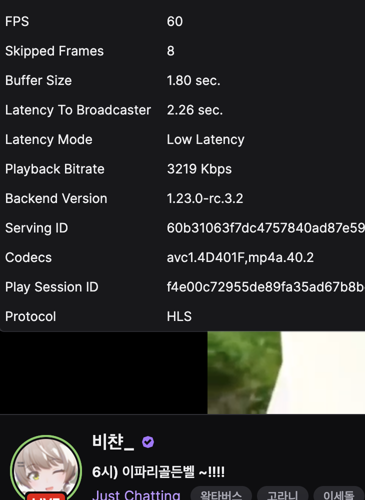 FPS 60
Skipped Frames 8
Buffer Size 1.80 sec.
Latency To Broadcaster 2.26 sec.
Latency Mode Low Latency
Playback Bitrate 3219 Kbps
Backend Version 1.23.0-rc.3.2
Serving ID 60b31063f7dc4757840ad87e59
Codecs avc1.4D401F,mp4a.40.2
Play Session ID f4e00c72955de89fa35ad67b8b
Protocol HLS
비챤_
6시) 이파리골든벨 ~!!!!
Just Chatting 왁타버스 고라니 이세돌